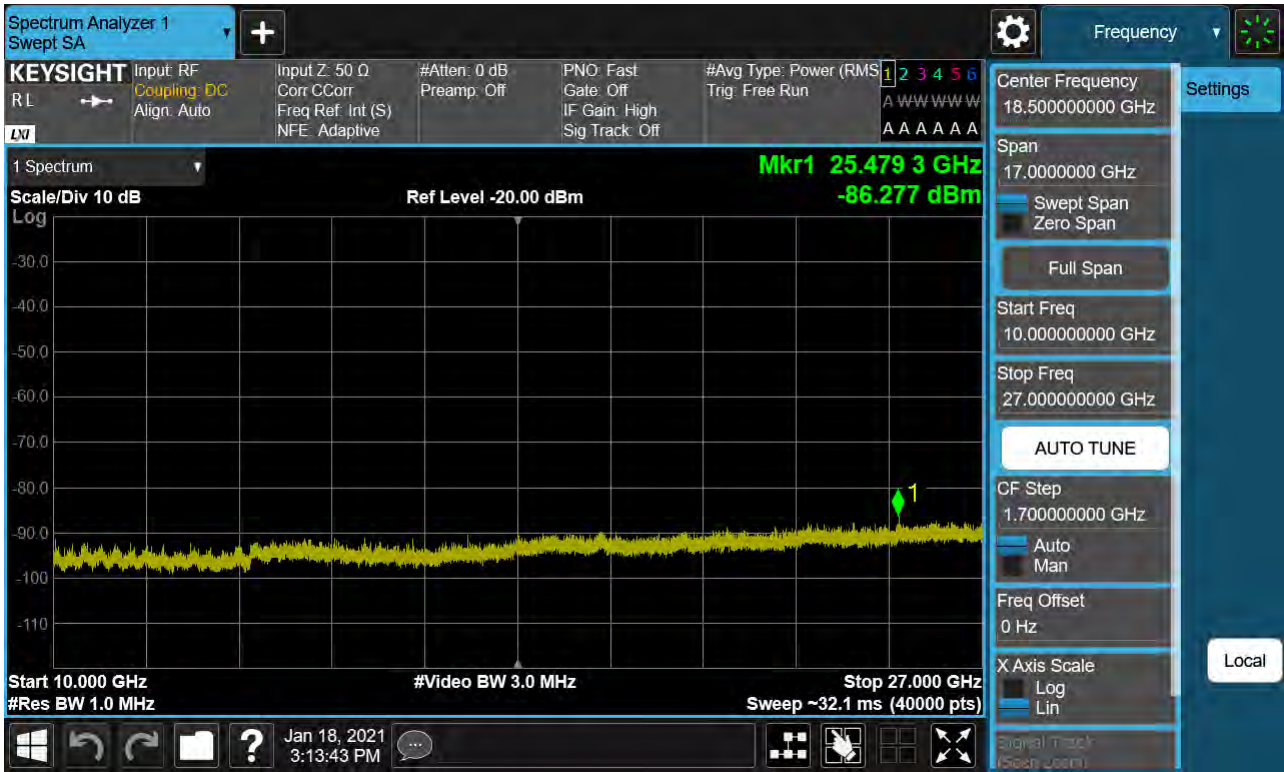 Spectrum Analyzer 1
Swept SA
+
Frequency
KEYSIGHT
R L
LXI
Input: RF
Coupling: DC
Align: Auto
Input Z: 50 Ω
Corr CCorr
Freq Ref: Int (S)
NFE: Adaptive
#Atten: 0 dB
Preamp: Off
PNO: Fast
Gate: Off
IF Gain: High
Sig Track: Off
#Avg Type: Power (RMS
Trig: Free Run
1 2 3 4 5 6
A W W W W W
A A A A A A
1 Spectrum
Mkr1 25.479 3 GHz
-86.277 dBm
Scale/Div 10 dB
Ref Level -20.00 dBm
Log
-30.0
-40.0
-50.0
-60.0
-70.0
-80.0
-90.0
-100
-110
1
Start 10.000 GHz
#Video BW 3.0 MHz
Stop 27.000 GHz
#Res BW 1.0 MHz
Sweep ~32.1 ms (40000 pts)
Center Frequency
18.500000000 GHz
Settings
Span
17.0000000 GHz
Swept Span
Zero Span
Full Span
Start Freq
10.000000000 GHz
Stop Freq
27.000000000 GHz
AUTO TUNE
CF Step
1.700000000 GHz
Auto
Man
Freq Offset
0 Hz
X Axis Scale
Log
Lin
Local
Signal Track
(Span Zoom)
?
Jan 18, 2021
3:13:43 PM